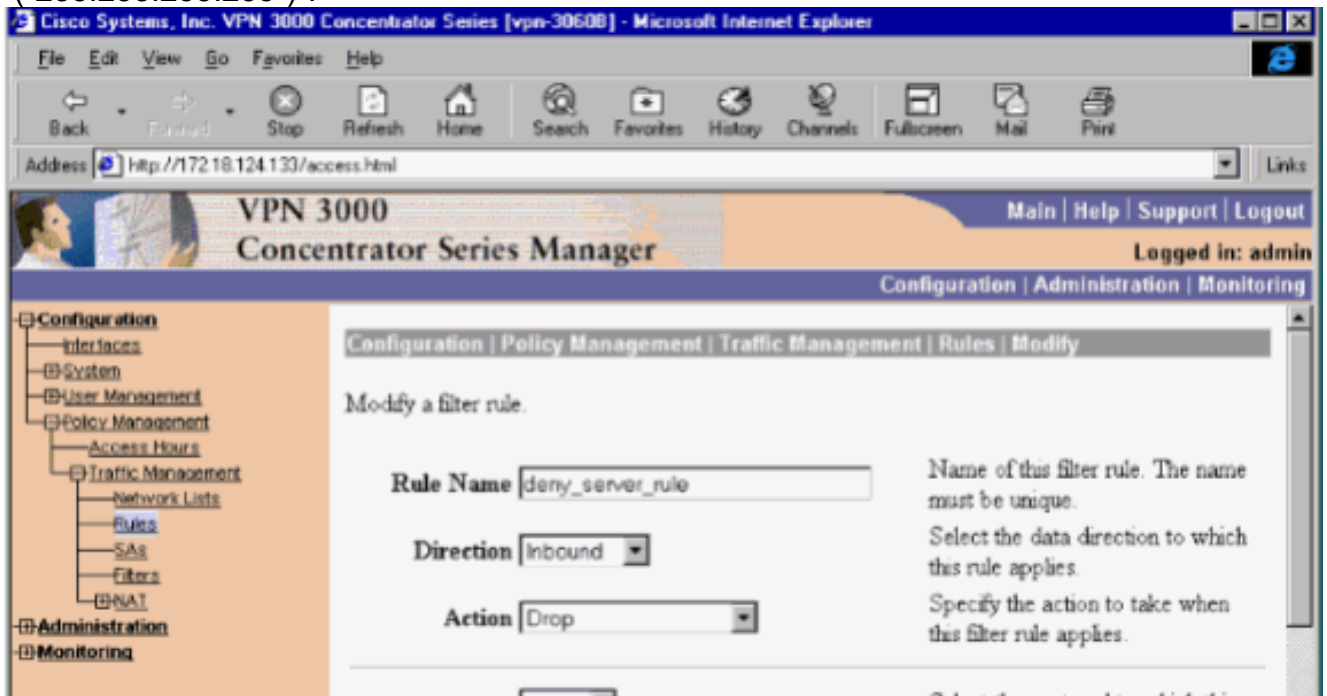 Cisco Systems, Inc. VPN 3000 Concentrator Series [vpn-3060B] - Microsoft Internet Explorer
File Edit View Go Favorites Help
Back Forward Stop Refresh Home Search Favorites History Channels Fullscreen Mail Print
Address http://172.18.124.133/access.html Links
VPN 3000
Concentrator Series Manager
Main | Help | Support | Logout
Logged in: admin
Configuration | Administration | Monitoring
Configuration
Interfaces
System
User Management
Policy Management
Access Hours
Traffic Management
Network Lists
Rules
SAs
Filters
NAT
Administration
Monitoring
Configuration | Policy Management | Traffic Management | Rules | Modify
Modify a filter rule.
Rule Name deny_server_rule
Name of this filter rule. The name
must be unique.
Direction Inbound
Select the data direction to which
this rule applies.
Action Drop
Specify the action to take when
this filter rule applies.